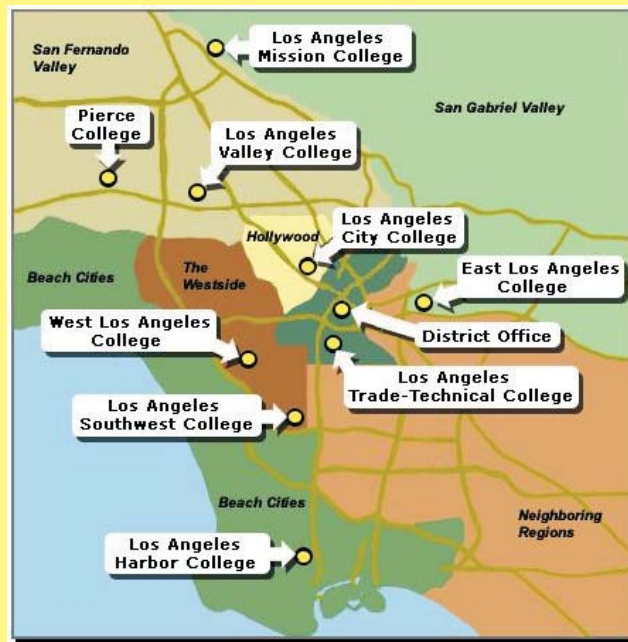 Los Angeles
Mission College
San Fernando
Valley
San Gabriel Valley
Pierce
College
Los Angeles
Valley College
Hollywood
Los Angeles
City College
Beach Cities
The
Westside
East Los Angeles
College
West Los Angeles
College
District Office
Los Angeles
Trade-Technical College
Los Angeles
Southwest College
Beach Cities
Neighboring
Regions
Los Angeles
Harbor College